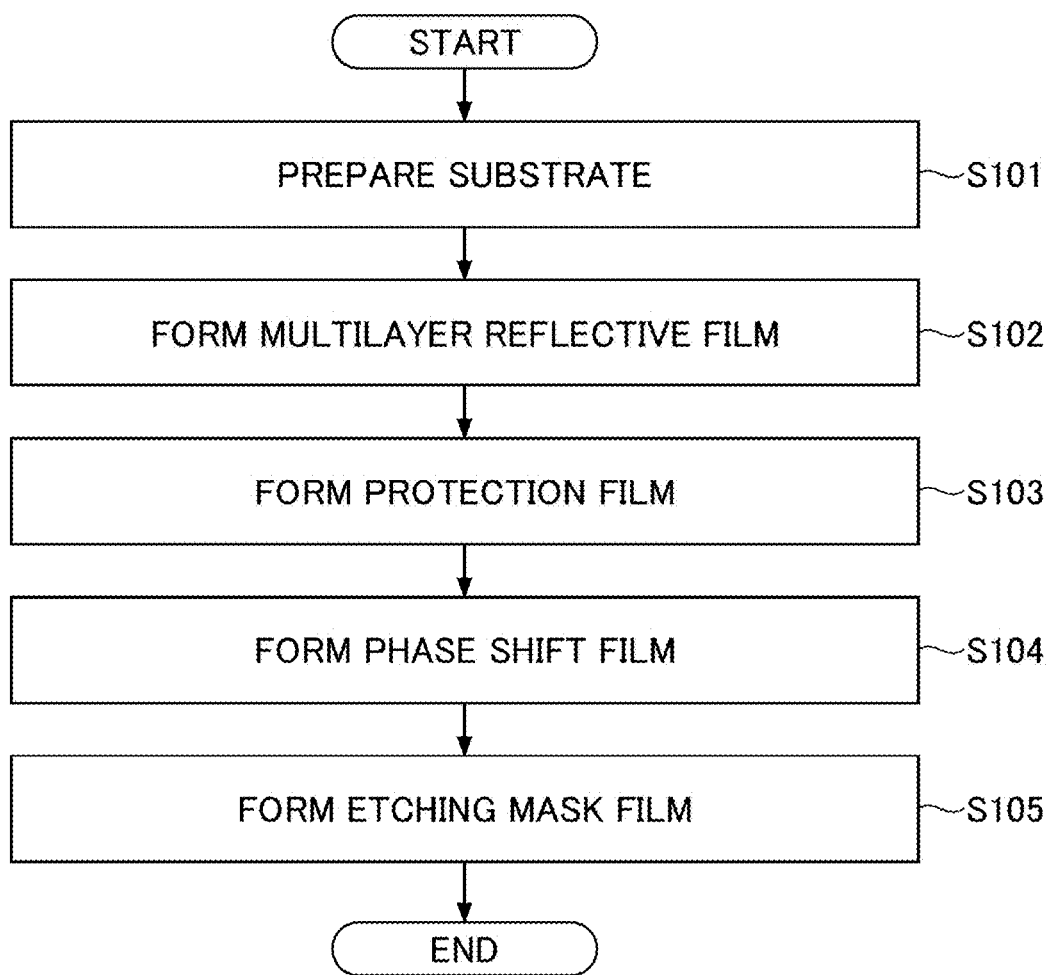 START
PREPARE SUBSTRATE S101
FORM MULTILAYER REFLECTIVE FILM S102
FORM PROTECTION FILM S103
FORM PHASE SHIFT FILM S104
FORM ETCHING MASK FILM S105
END